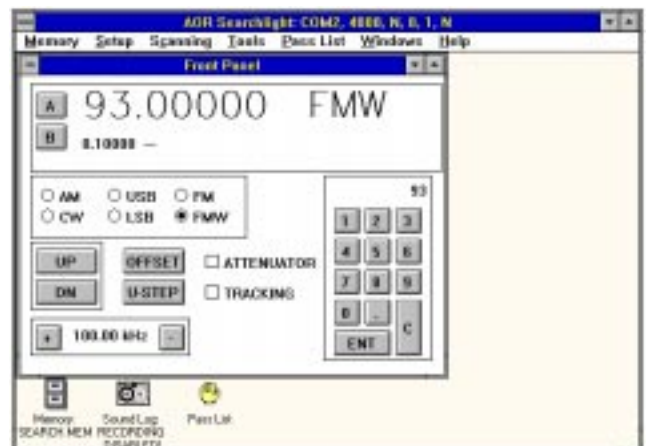 AOR Searchlight: COM2, 4800, N, 8, 1, N
Memory Setup Scanning Tools Pass List Windows Help
Front Panel
A 93.00000 FMW
B 0.10000 —
AM USB FM
CW LSB FMW
93
1 2 3
4 5 6
7 8 9
0 . C
ENT
UP OFFSET ATTENUATOR
DN U-STEP TRACKING
+ 100.00 kHz -
Memory Sound Log Pass List
SEARCH MEM RECORDING